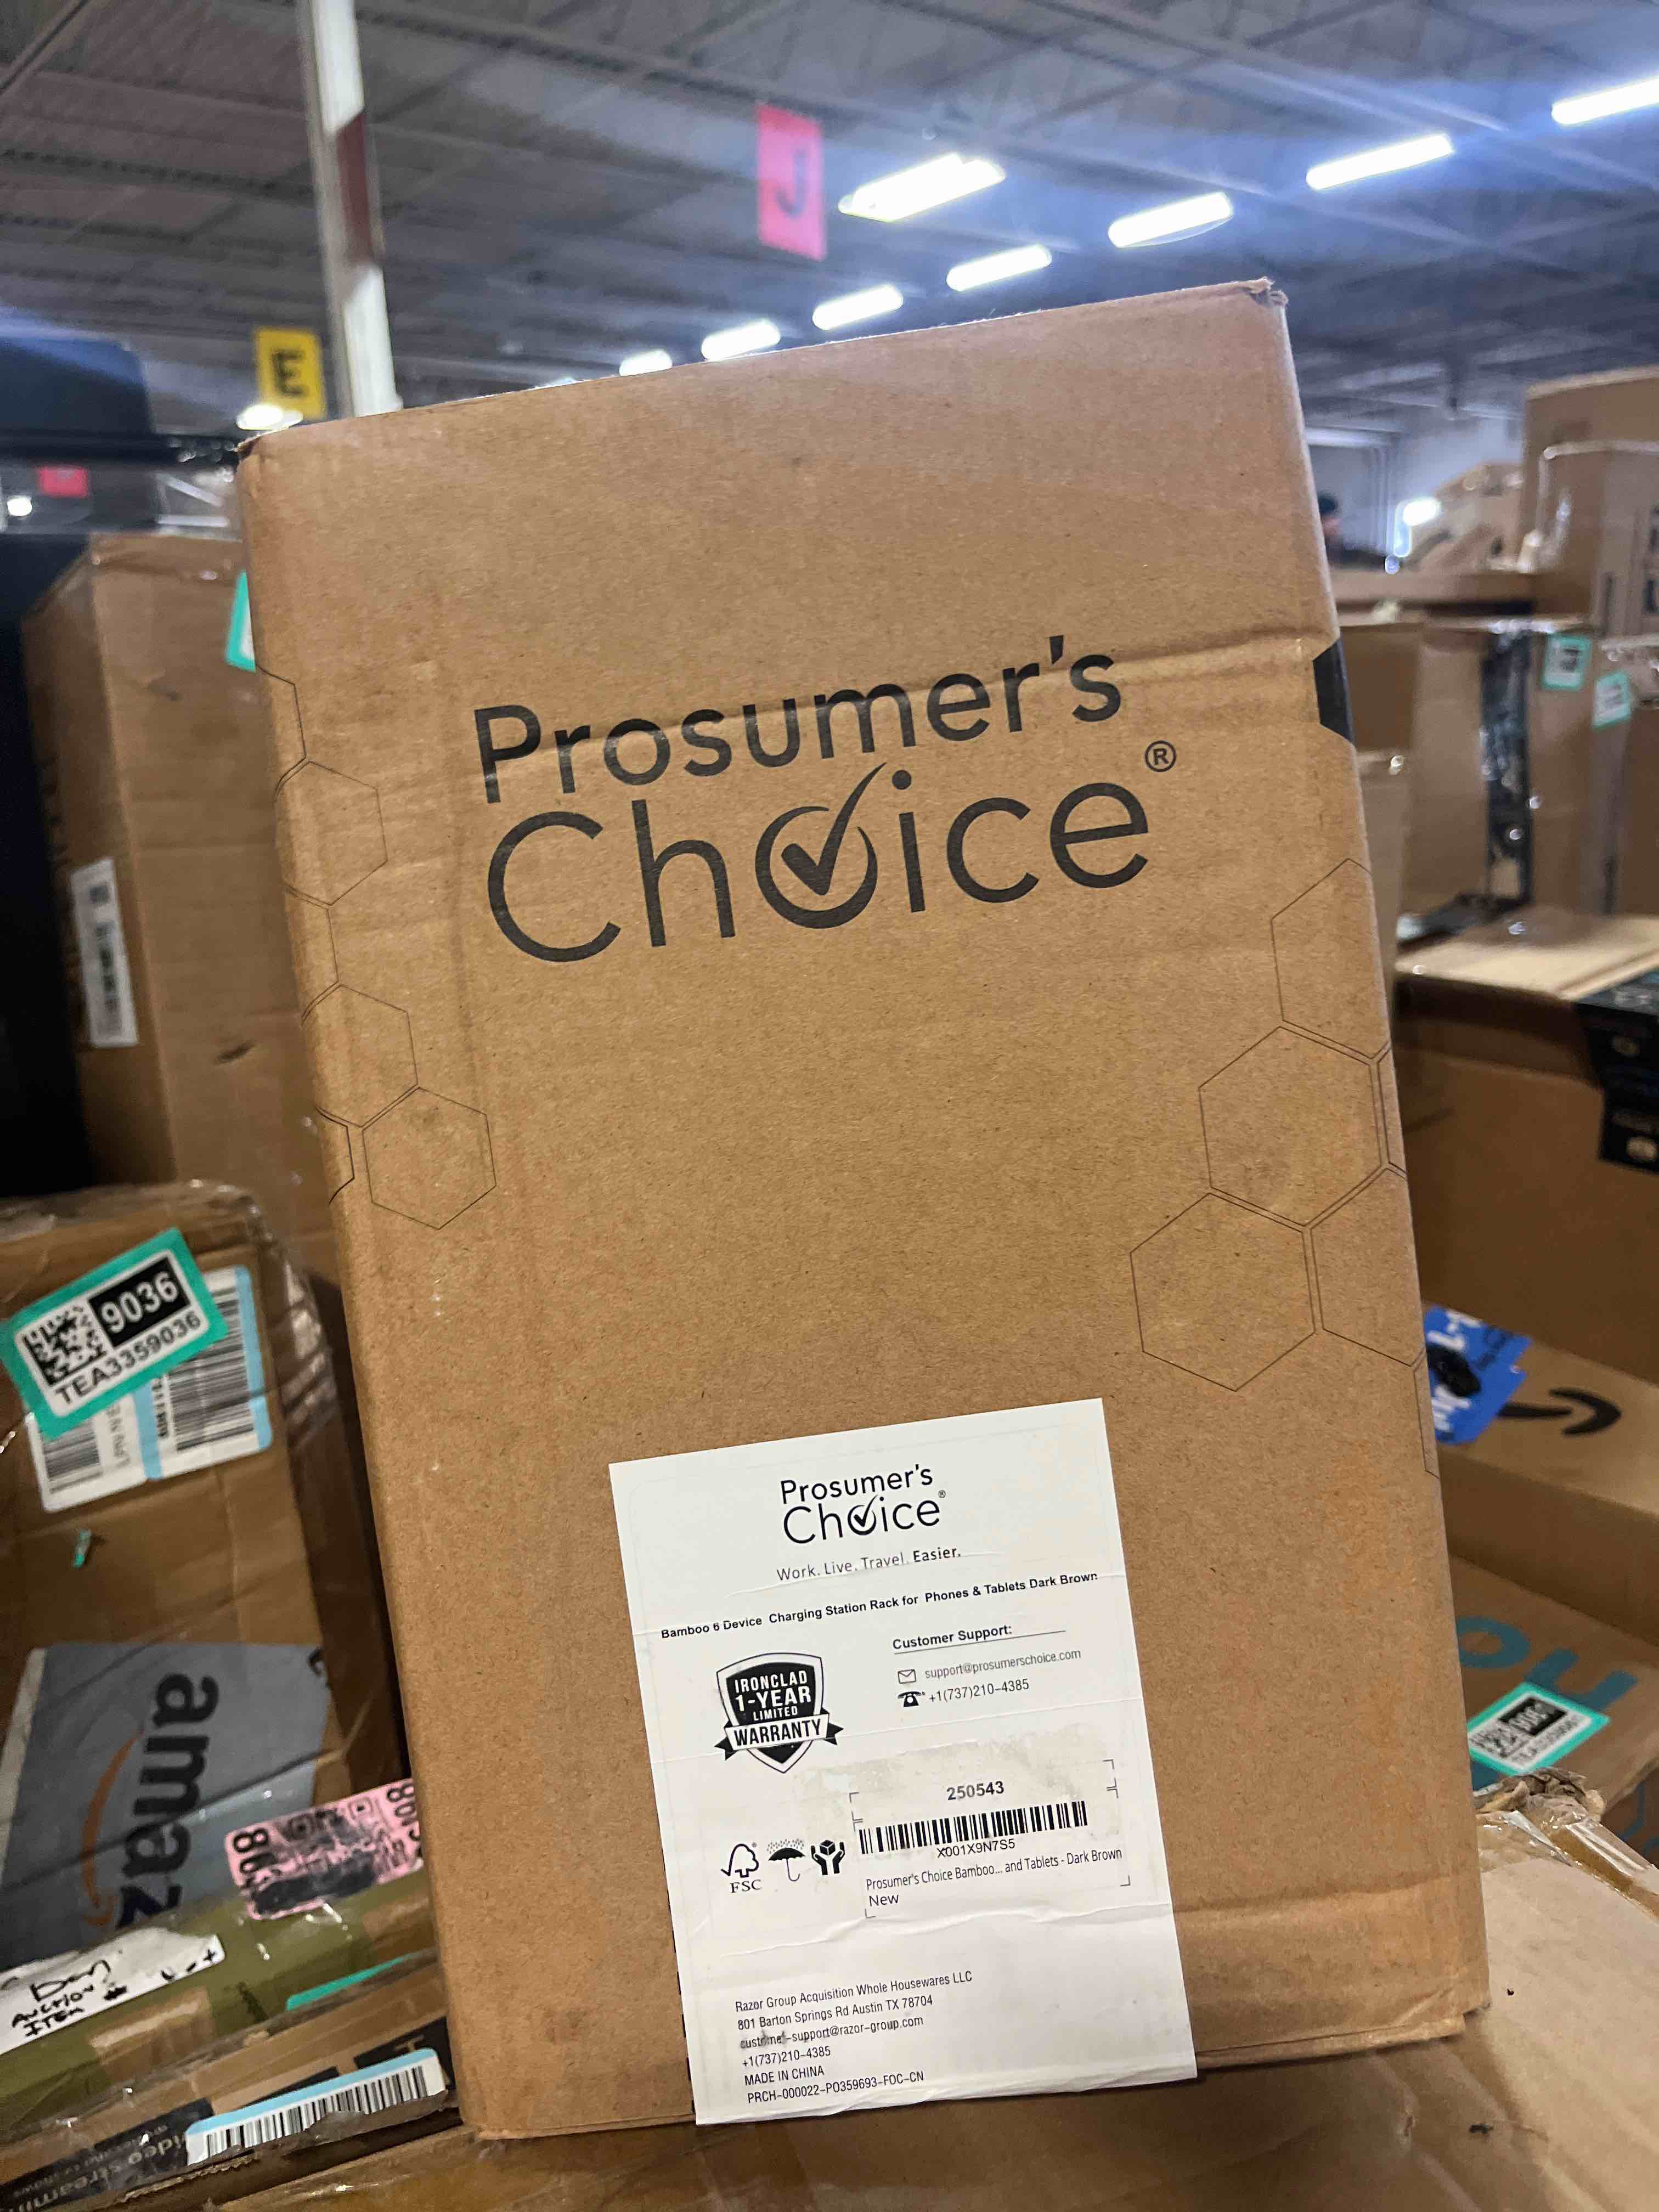 J
E
Prosumer's
Choice®
9036
TEA3359036
Prosumer's
Choice®
Work. Live. Travel. Easier.
Bamboo 6 Device Charging Station Rack for Phones & Tablets Dark Brown
IRONCLAD
1-YEAR
LIMITED
WARRANTY
Customer Support:
support@prosumerschoice.com
+1(737)210-4385
250543
X001X9N7S5
Prosumer's Choice Bamboo... and Tablets - Dark Brown
New
FSC
Razor Group Acquisition Whole Housewares LLC
801 Barton Springs Rd Austin TX 78704
-support@razor-group.com
+1(737)210-4385
MADE IN CHINA
PRCH-000022-PO359693-FOC-CN
amaz
AUCTION
ITEM